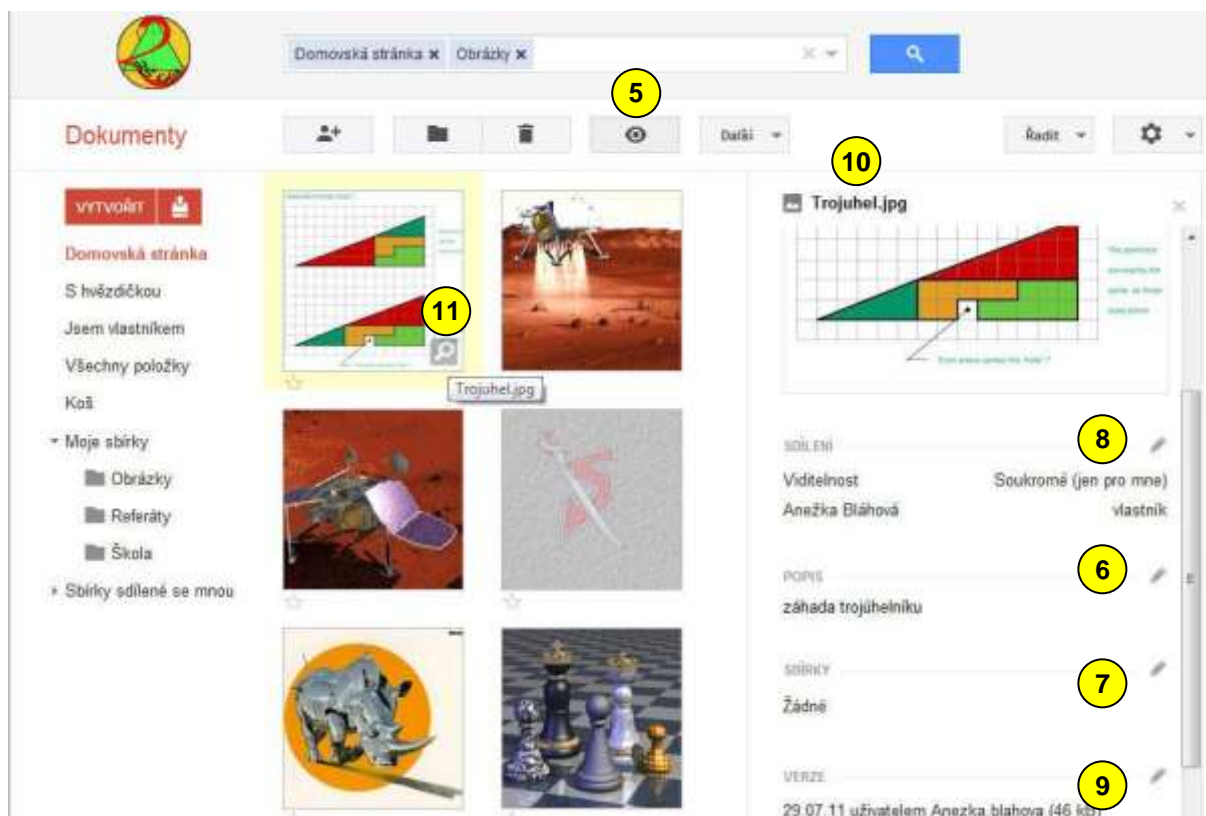 Domovská stránka × Obrázky ×
5
Dokumenty
Další
10
Řadit
VYTVOŘIT
Domovská stránka
S hvězdičkou
Jsem vlastníkem
Všechny položky
Koš
Moje sbírky
Obrázky
Referáty
Škola
Sbírky sdílené se mnou
11
Trojuhel.jpg
Trojuhel.jpg
SDÍLENÍ
8
Viditelnost Soukromé (jen pro mne)
Anežka Bláhová vlastník
POPIS
6
záhada trojúhelníku
SBÍRKY
7
Žádné
VERZE
9
29.07.11 uživatelem Anezka.blahova (46 kB)